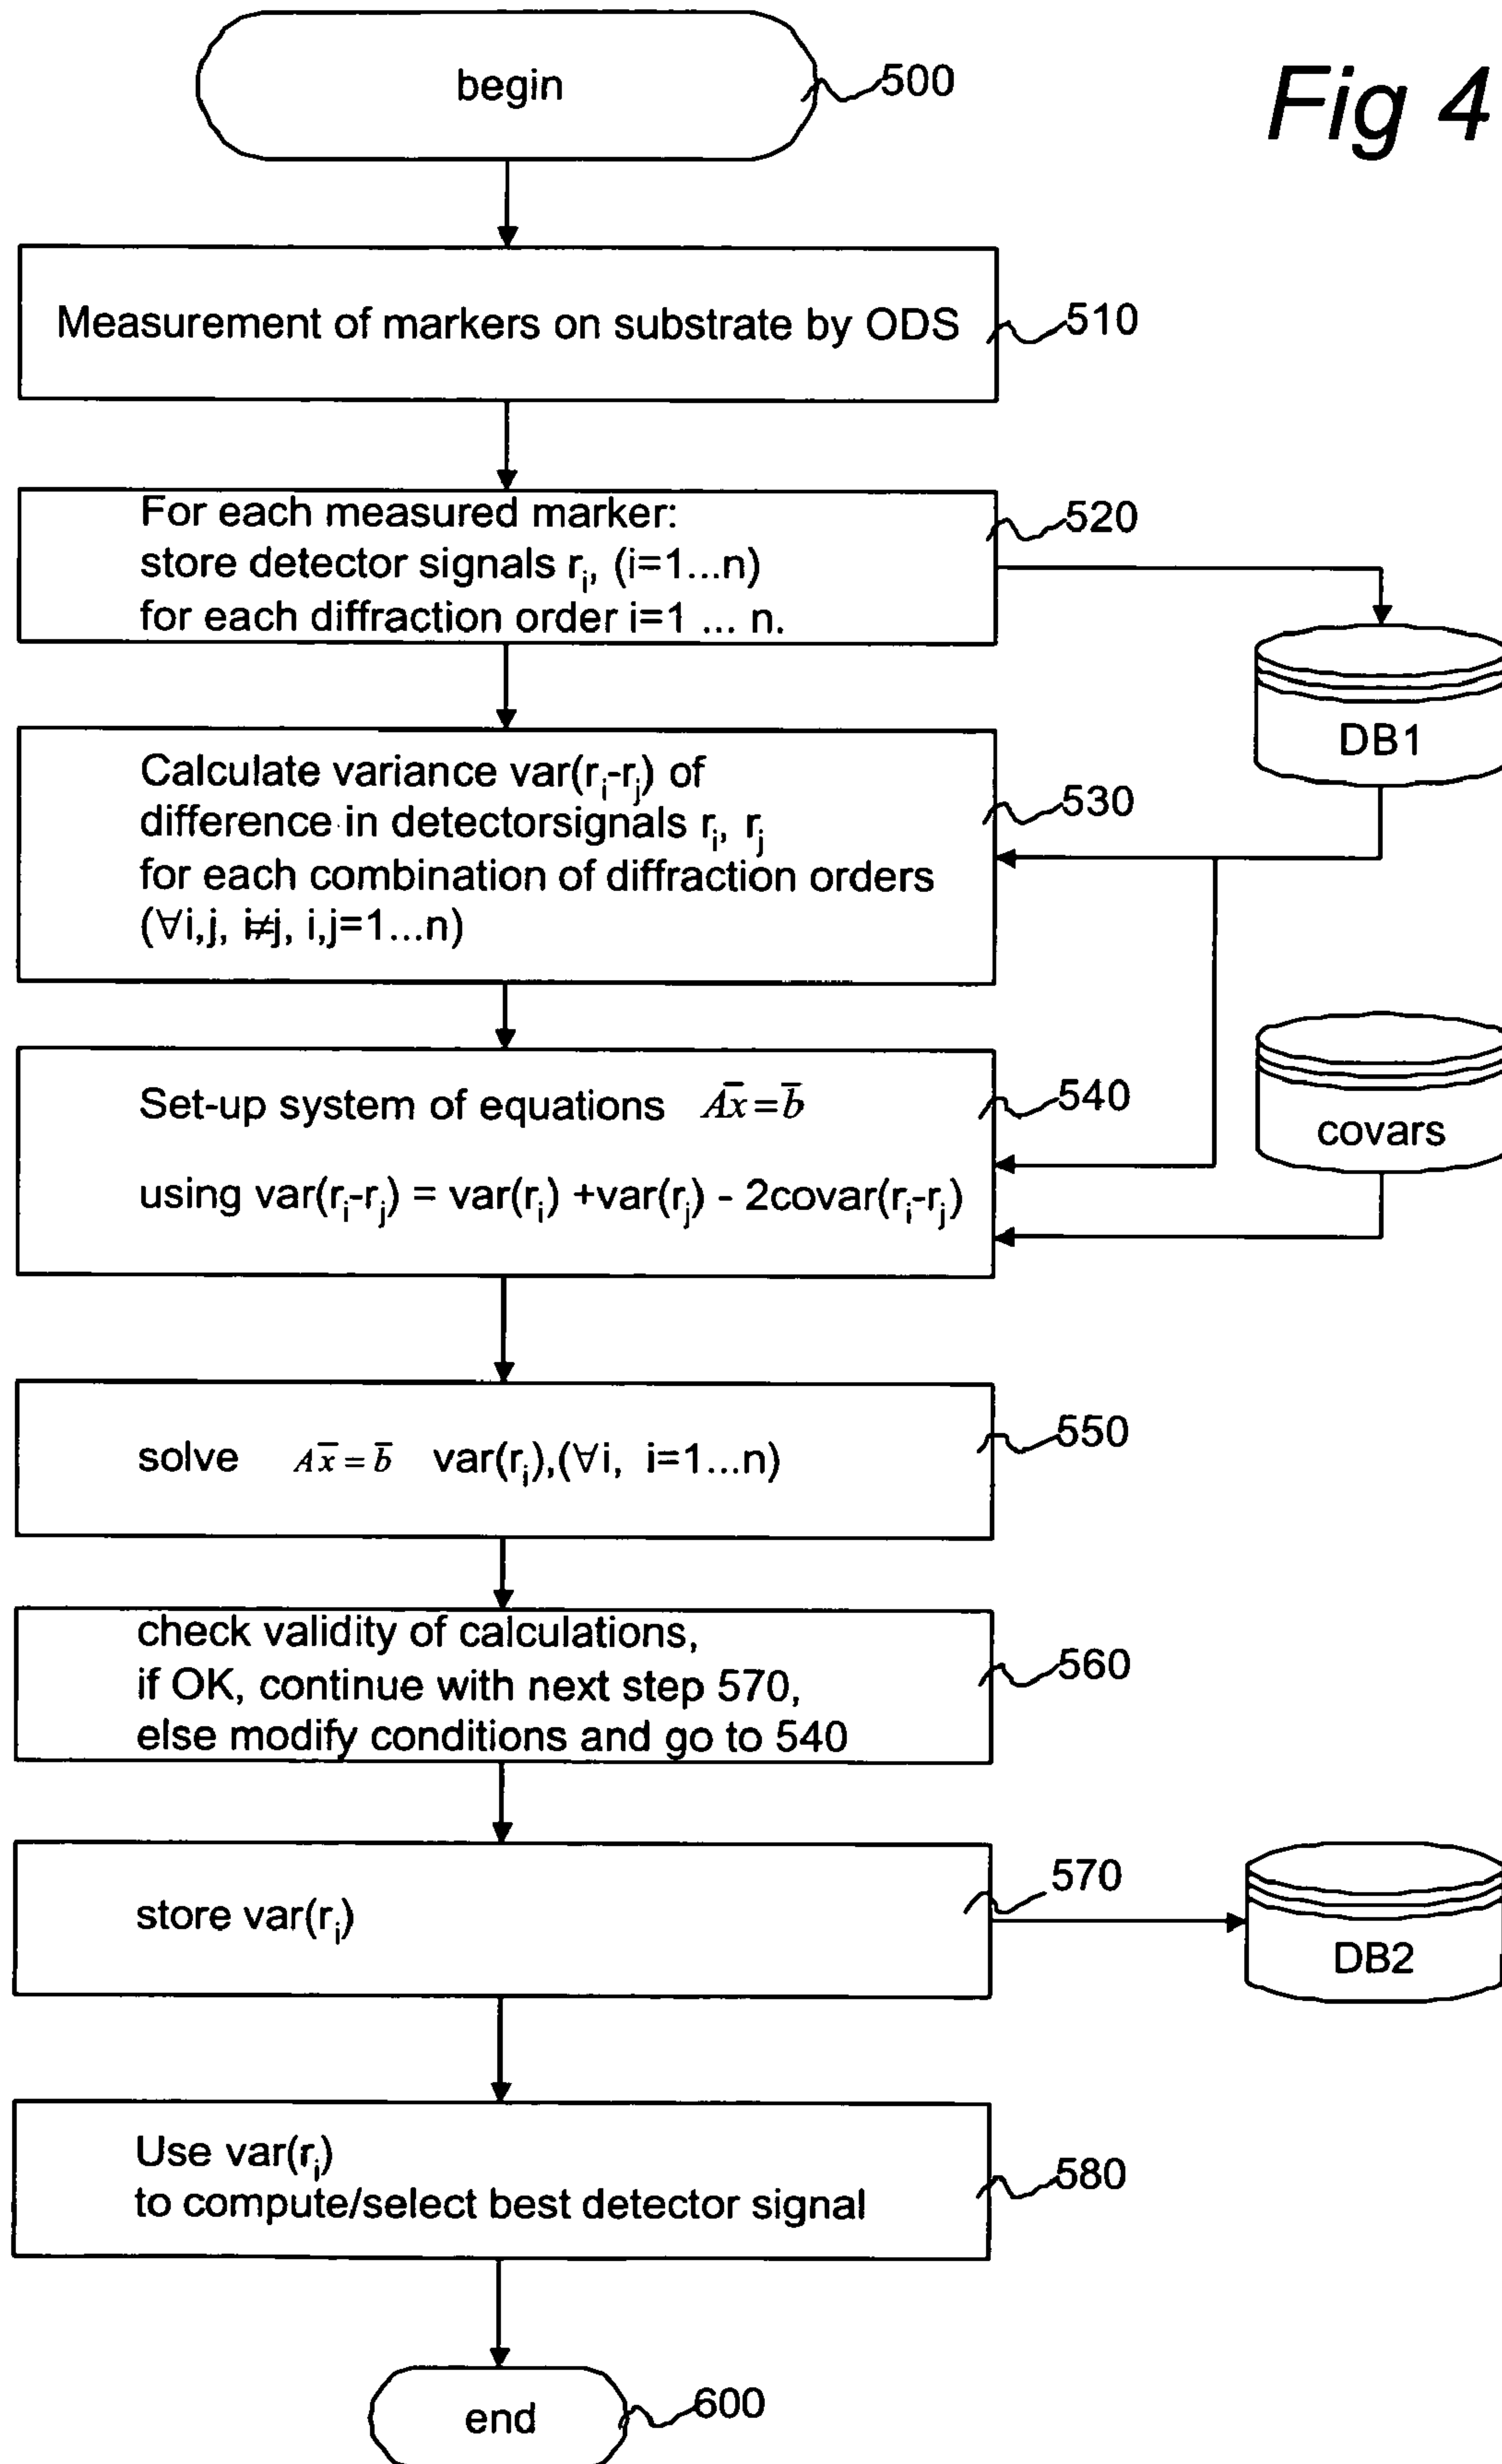 Fig 4
begin
500
Measurement of markers on substrate by ODS
510
For each measured marker:
store detector signals rᵢ, (i=1...n)
for each diffraction order i=1 ... n.
520
DB1
Calculate variance var(rᵢ-rⱼ) of
difference in detectorsignals rᵢ, rⱼ
for each combination of diffraction orders
(∀i,j, i≠j, i,j=1...n)
530
Set-up system of equations Ax̄=b̄
using var(rᵢ-rⱼ) = var(rᵢ) +var(rⱼ) - 2covar(rᵢ-rⱼ)
540
covars
solve Ax̄=b̄ var(rᵢ),(∀i, i=1...n)
550
check validity of calculations,
if OK, continue with next step 570,
else modify conditions and go to 540
560
store var(rᵢ)
570
DB2
Use var(rᵢ)
to compute/select best detector signal
580
end
600